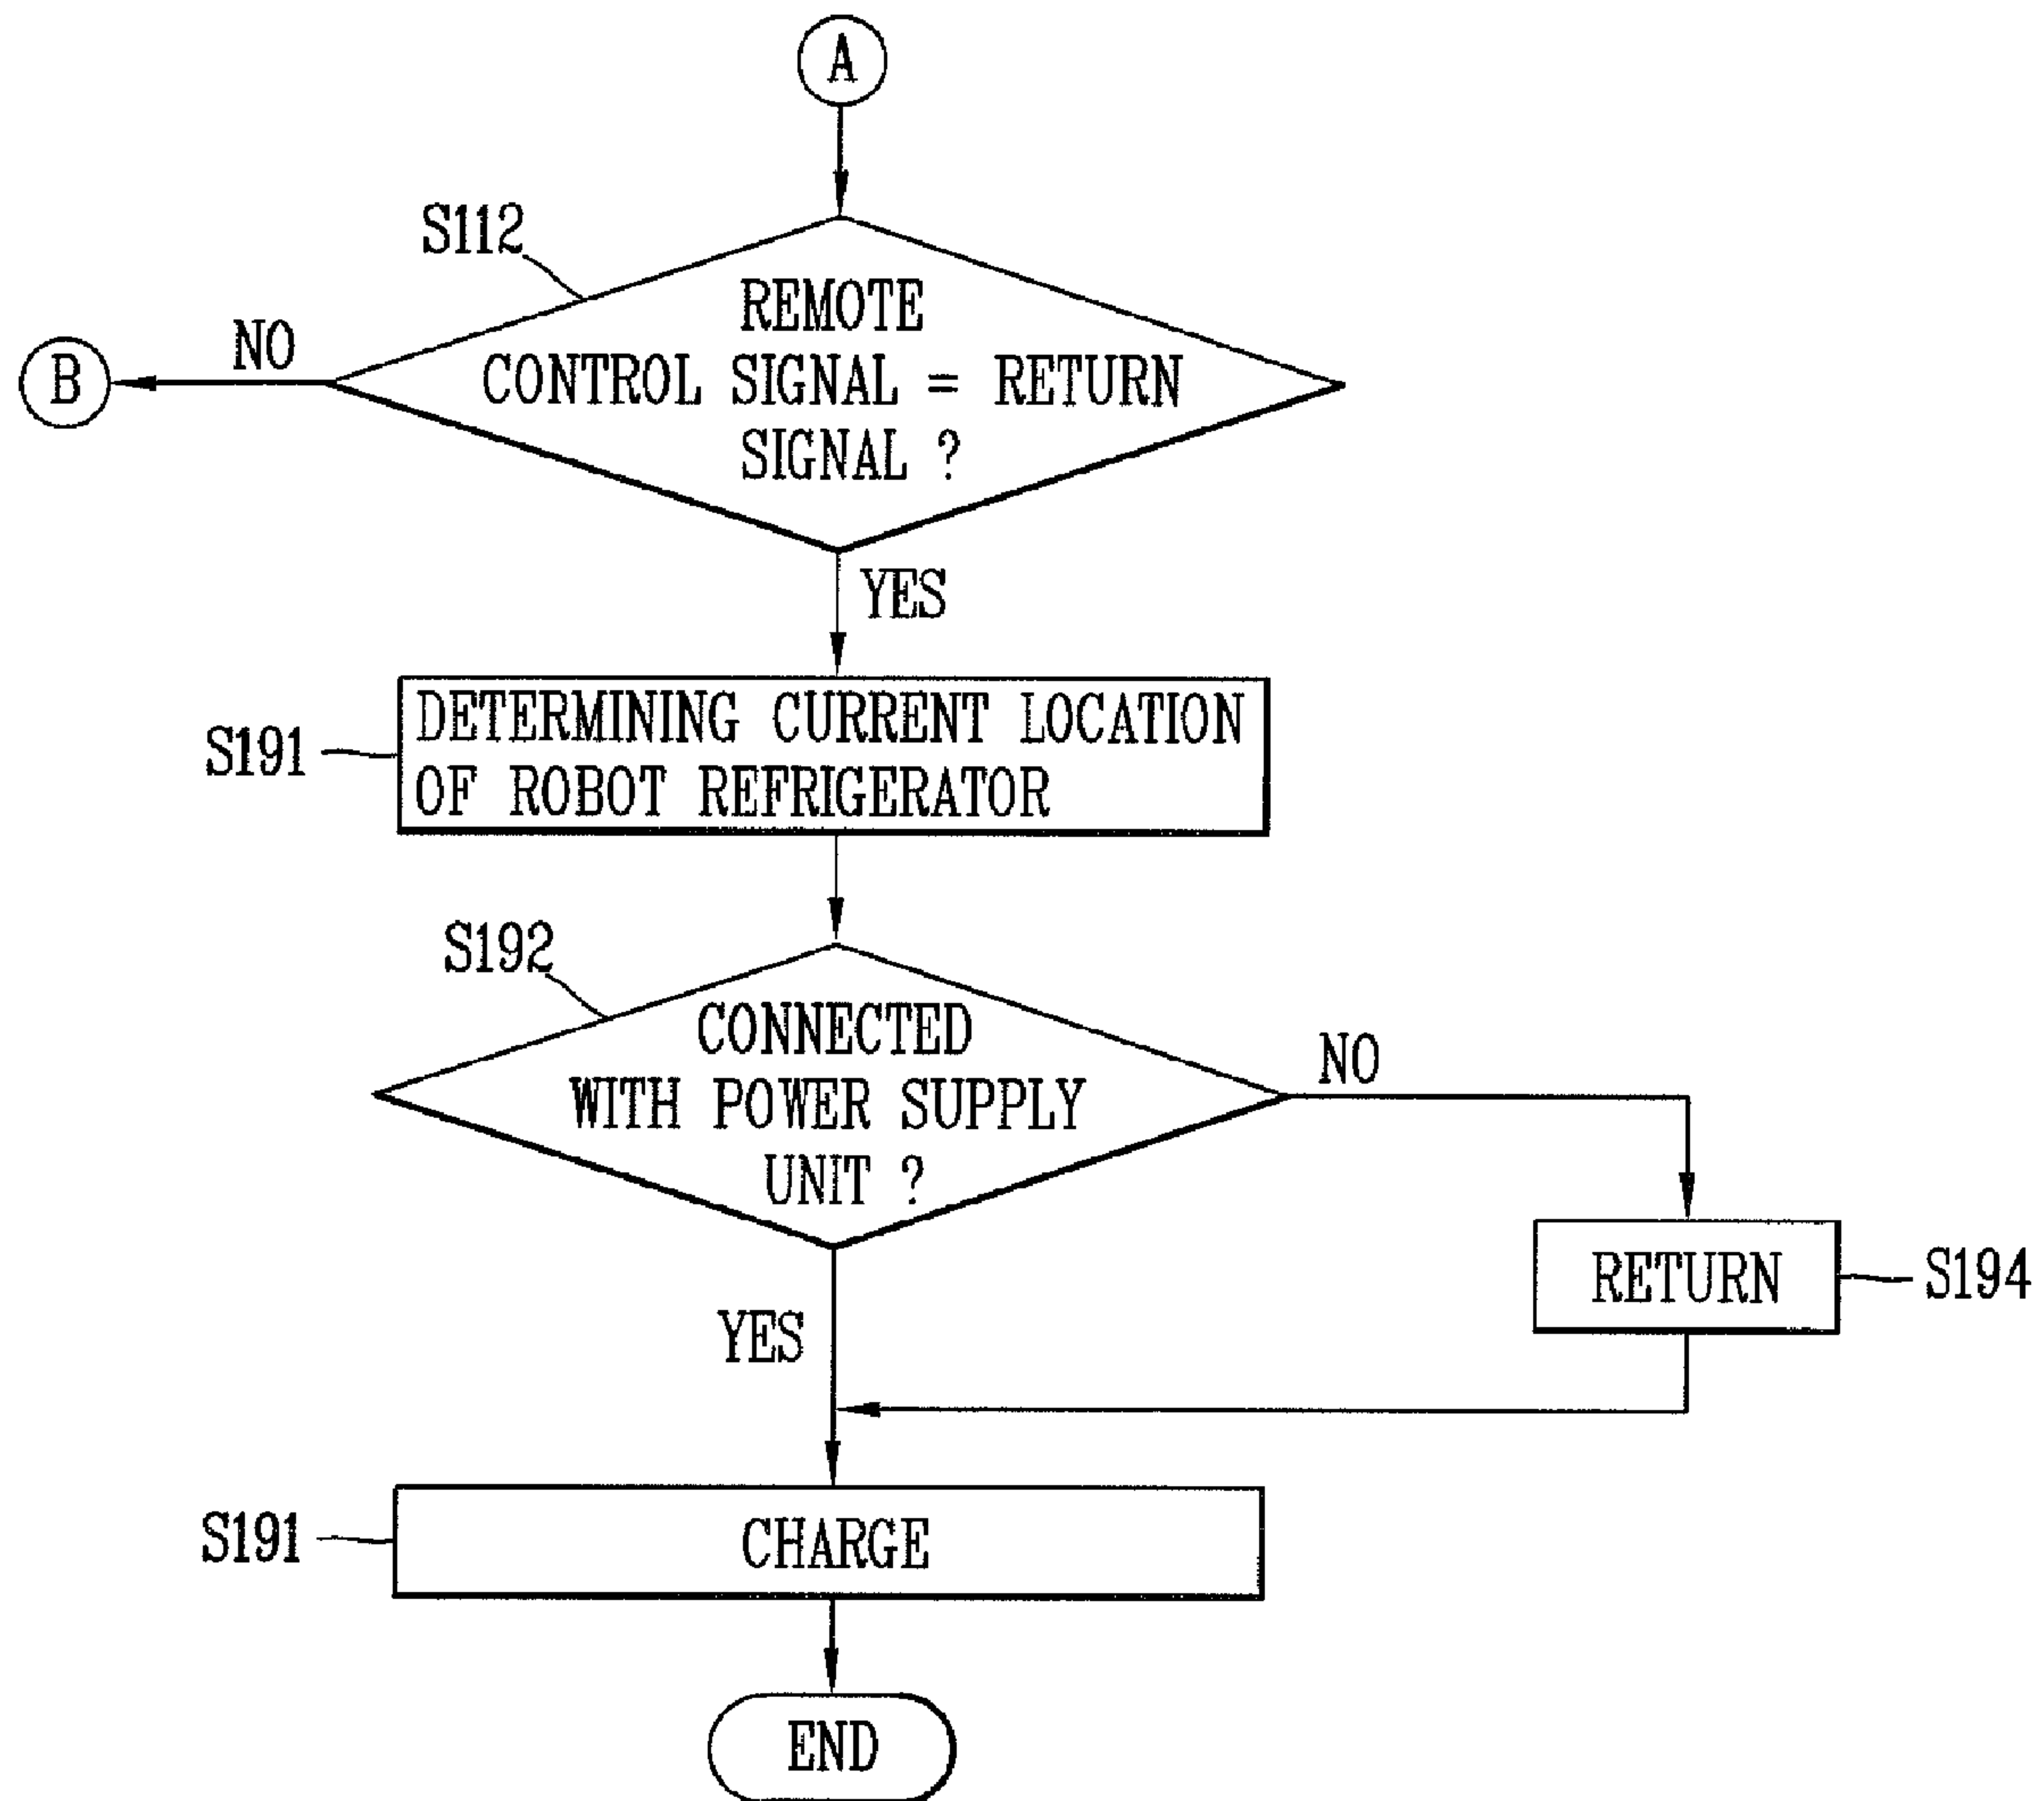 A
S112
REMOTE
CONTROL SIGNAL = RETURN
SIGNAL ?
NO
B
YES
S191
DETERMINING CURRENT LOCATION
OF ROBOT REFRIGERATOR
S192
CONNECTED
WITH POWER SUPPLY
UNIT ?
NO
RETURN
S194
YES
S191
CHARGE
END